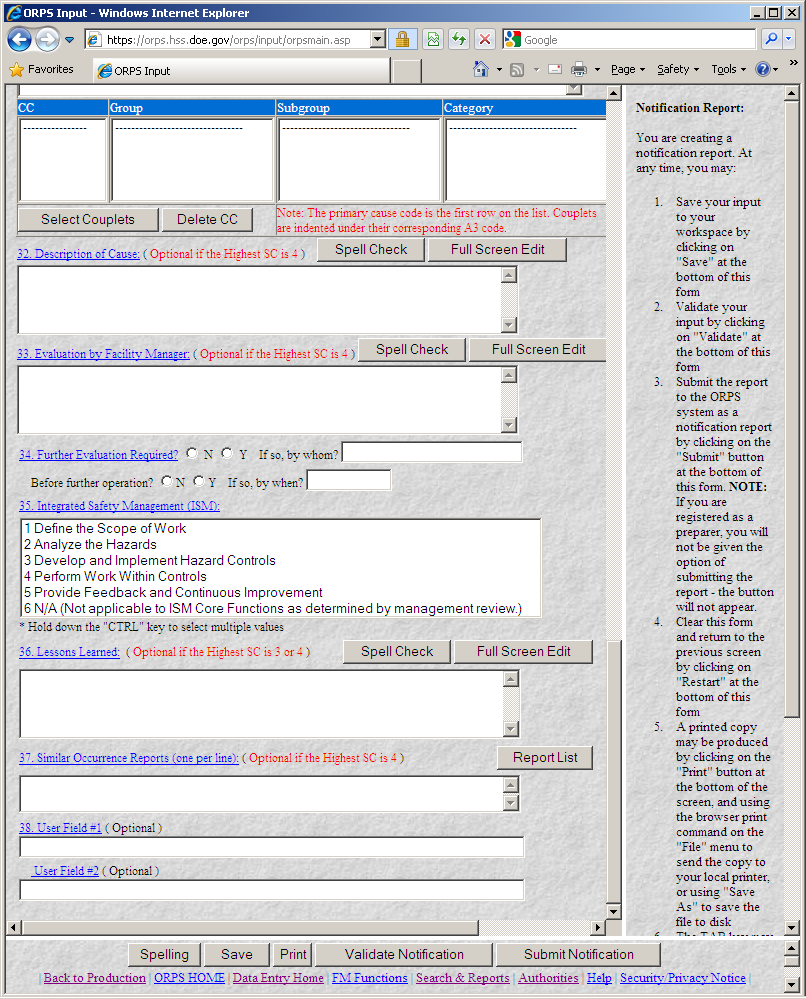 ORPS Input - Windows Internet Explorer
https://orps.hss.doe.gov/orps/input/orpsmain.asp
Google
Favorites
ORPS Input
Page
Safety
Tools
CC Group Subgroup Category
---------------- -------------------------------- -------------------------------- --------------------------------
Select Couplets Delete CC
Note: The primary cause code is the first row on the list. Couplets
are indented under their corresponding A3 code.
32. Description of Cause: ( Optional if the Highest SC is 4 ) Spell Check Full Screen Edit
33. Evaluation by Facility Manager: ( Optional if the Highest SC is 4 ) Spell Check Full Screen Edit
34. Further Evaluation Required? N Y If so, by whom?
Before further operation? N Y If so, by when?
35. Integrated Safety Management (ISM):
1 Define the Scope of Work
2 Analyze the Hazards
3 Develop and Implement Hazard Controls
4 Perform Work Within Controls
5 Provide Feedback and Continuous Improvement
6 N/A (Not applicable to ISM Core Functions as determined by management review.)
* Hold down the "CTRL" key to select multiple values
36. Lessons Learned: ( Optional if the Highest SC is 3 or 4 ) Spell Check Full Screen Edit
37. Similar Occurrence Reports (one per line): ( Optional if the Highest SC is 4 ) Report List
38. User Field #1 ( Optional )
User Field #2 ( Optional )
Notification Report:
You are creating a
notification report. At
any time, you may:
1. Save your input
to your
workspace by
clicking on
"Save" at the
bottom of this
form
2. Validate your
input by clicking
on "Validate" at
the bottom of this
form
3. Submit the report
to the ORPS
system as a
notification report
by clicking on the
"Submit" button
at the bottom of
this form. NOTE:
If you are
registered as a
preparer, you will
not be given the
option of
submitting the
report - the button
will not appear.
4. Clear this form
and return to the
previous screen
by clicking on
"Restart" at the
bottom of this
form
5. A printed copy
may be produced
by clicking on the
"Print" button at
the bottom of the
screen, and using
the browser print
command on the
"File" menu to
send the copy to
your local printer,
or using "Save
As" to save the
file to disk
Spelling Save Print Validate Notification Submit Notification
| Back to Production | ORPS HOME | Data Entry Home | FM Functions | Search & Reports | Authorities | Help | Security/Privacy Notice |